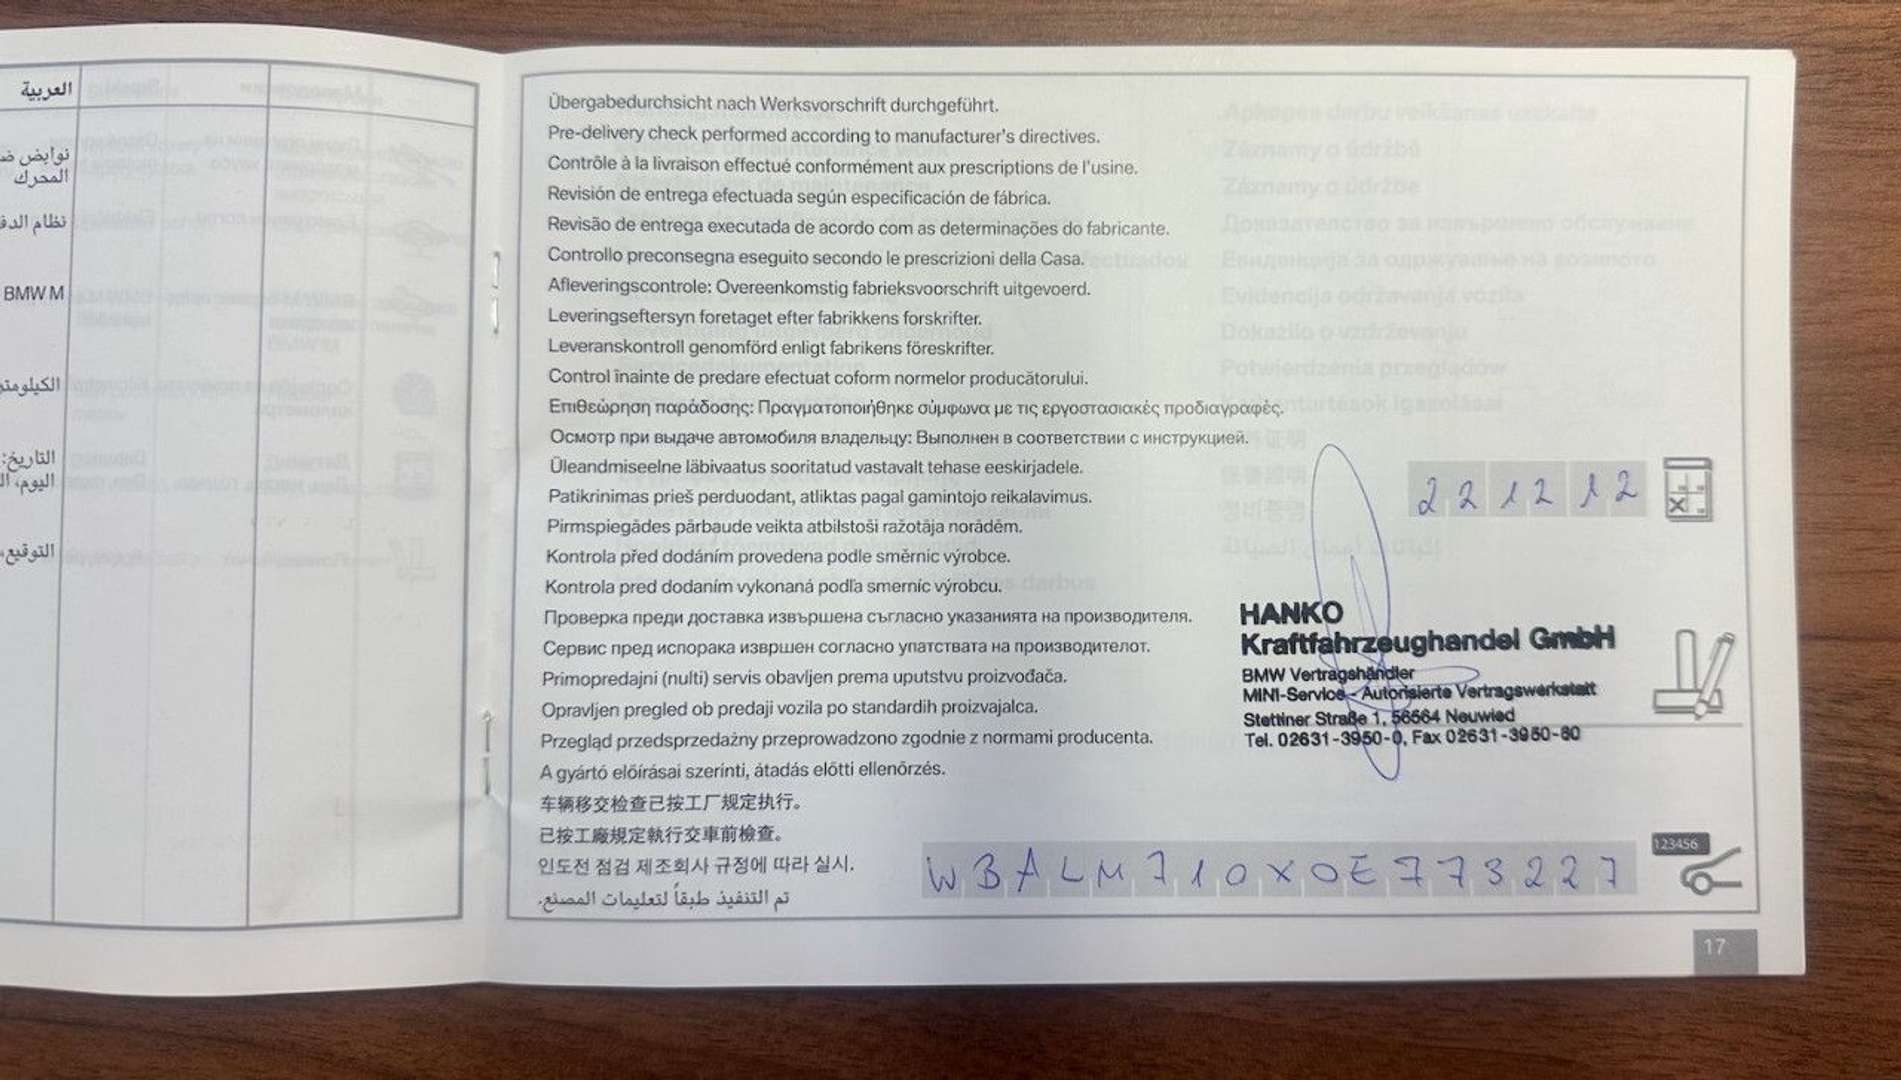 العربية
نوابض
المحرك
نظام
BMW M
التاريخ:
اليوم،
التوقيع،
Übergabedurchsicht nach Werksvorschrift durchgeführt.
Pre-delivery check performed according to manufacturer's directives.
Contrôle à la livraison effectué conformément aux prescriptions de l'usine.
Revisión de entrega efectuada según especificación de fábrica.
Revisão de entrega executada de acordo com as determinações do fabricante.
Controllo preconsegna eseguito secondo le prescrizioni della Casa.
Afleveringscontrole: Overeenkomstig fabrieksvoorschrift uitgevoerd.
Leveringseftersyn foretaget efter fabrikkens forskrifter.
Leveranskontroll genomförd enligt fabrikens föreskrifter.
Control înainte de predare efectuat coform normelor producătorului.
Επιθεώρηση παράδοσης: Πραγματοποιήθηκε σύμφωνα με τις εργοστασιακές προδιαγραφές.
Осмотр при выдаче автомобиля владельцу: Выполнен в соответствии с инструкцией.
Üleandmiseelne läbivaatus sooritatud vastavalt tehase eeskirjadele.
Patikrinimas prieš perduodant, atliktas pagal gamintojo reikalavimus.
Pirmspiegādes pārbaude veikta atbilstoši ražotāja norādēm.
Kontrola před dodáním provedena podle směrnic výrobce.
Kontrola pred dodaním vykonaná podľa smerníc výrobcu.
Проверка преди доставка извършена съгласно указанията на производителя.
Сервис пред испорака извршен согласно упатствата на производителот.
Primopredajni (nulti) servis obavljen prema uputstvu proizvođača.
Opravljen pregled ob predaji vozila po standardih proizvajalca.
Przegląd przedsprzedażny przeprowadzono zgodnie z normami producenta.
A gyártó előírásai szerinti, átadás előtti ellenőrzés.
车辆移交检查已按工厂规定执行。
已按工廠規定執行交車前檢查。
인도전 점검 제조회사 규정에 따라 실시.
تم التنفيذ طبقاً لتعليمات المصنع.
22 12 12
HANKO
Kraftfahrzeughandel GmbH
BMW Vertragshändler
MINI-Service - Autorisierte Vertragswerkstatt
Stettiner Straße 1, 56564 Neuwied
Tel. 02631-3950-0, Fax 02631-3950-60
123456
WBALM710X0E773227
17